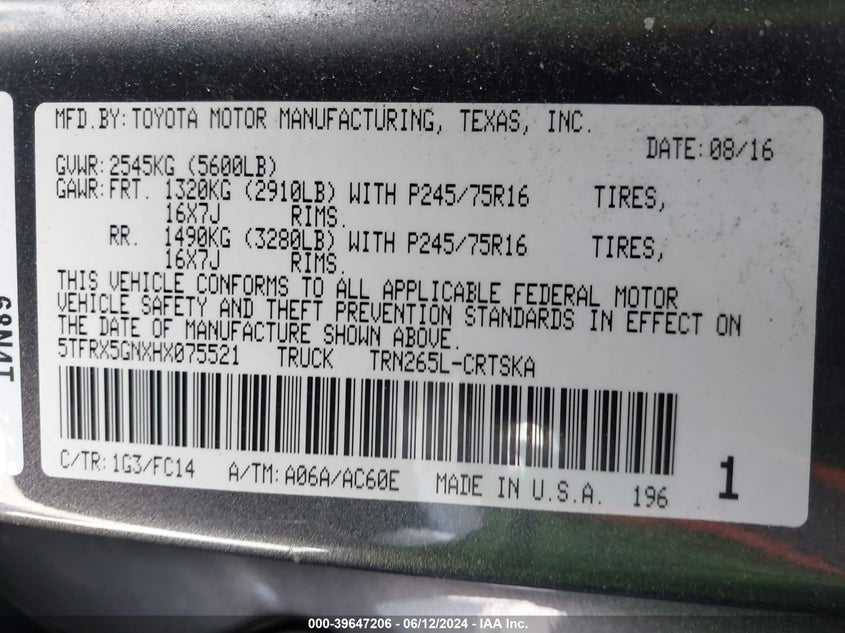 MFD.BY: TOYOTA MOTOR MANUFACTURING, TEXAS, INC.
DATE: 08/16
GVWR: 2545KG (5600LB)
GAWR: FRT. 1320KG (2910LB) WITH P245/75R16 TIRES,
16X7J RIMS.
RR. 1490KG (3280LB) WITH P245/75R16 TIRES,
16X7J RIMS.
THIS VEHICLE CONFORMS TO ALL APPLICABLE FEDERAL MOTOR
VEHICLE SAFETY AND THEFT PREVENTION STANDARDS IN EFFECT ON
THE DATE OF MANUFACTURE SHOWN ABOVE.
5TFRX5GNXHX075521 TRUCK TRN265L-CRTSKA
C/TR: 1G3/FC14 A/TM: A06A/AC60E MADE IN U.S.A. 196 1
000-39647206 - 06/12/2024 - IAA Inc.